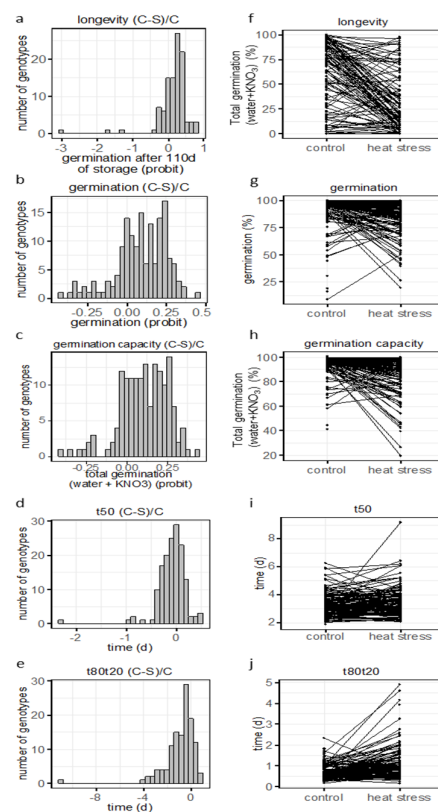 a
longevity (C-S)/C
number of genotypes
20
10
0
-3
-2
-1
0
germination after 110d
of storage (probit)
b
germination (C-S)/C
number of genotypes
15
10
5
0
-0.25
0.00
0.25
0.5
germination (probit)
c
germination capacity (C-S)/C
number of genotypes
10
5
0
-0.25
0.00
0.25
total germination
(water + KNO3) (probit)
d
t50 (C-S)/C
number of genotypes
30
20
10
0
-2
-1
0
time (d)
e
t80t20 (C-S)/C
number of genotypes
30
20
10
0
-10
-5
0
time (d)
f
longevity
Total germination
(water+KNO3) (%)
100
75
50
25
0
control
heat stress
g
germination
germination (%)
100
75
50
25
control
heat stress
h
germination capacity
Total germination
(water+KNO3) (%)
100
80
60
40
20
control
heat stress
i
t50
time (d)
8
6
4
2
control
heat stress
j
t80t20
time (d)
5
4
3
2
1
0
control
heat stress